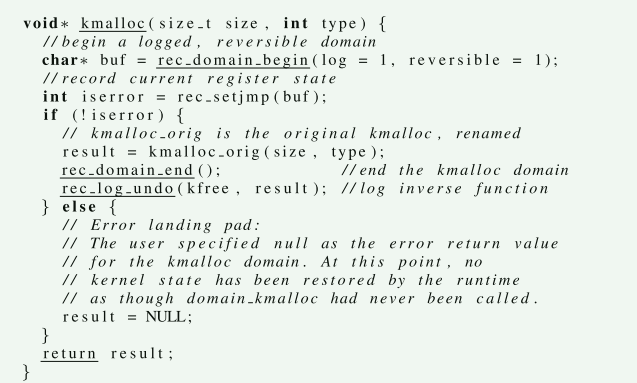 void* kmalloc(size_t size, int type) {
//begin a logged, reversible domain
char* buf = rec_domain_begin(log = 1, reversible = 1);
//record current register state
int iserror = rec_setjmp(buf);
if (!iserror) {
// kmalloc_orig is the original kmalloc, renamed
result = kmalloc_orig(size, type);
rec_domain_end(); //end the kmalloc domain
rec_log_undo(kfree, result); //log inverse function
} else {
// Error landing pad:
// The user specified null as the error return value
// for the kmalloc domain. At this point, no
// kernel state has been restored by the runtime
// as though domain_kmalloc had never been called.
result = NULL;
}
return result;
}